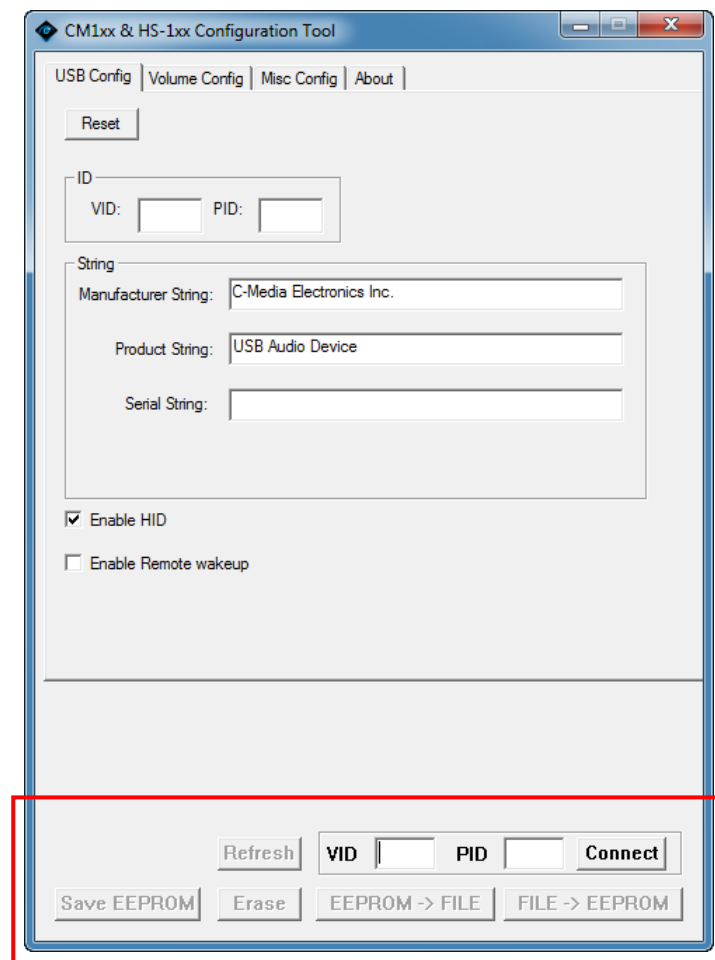 CM1xx & HS-1xx Configuration Tool
USB Config Volume Config Misc Config About
Reset
ID
VID: PID:
String
Manufacturer String: C-Media Electronics Inc.
Product String: USB Audio Device
Serial String:
Enable HID
Enable Remote wakeup
Refresh VID PID Connect
Save EEPROM Erase EEPROM -> FILE FILE -> EEPROM